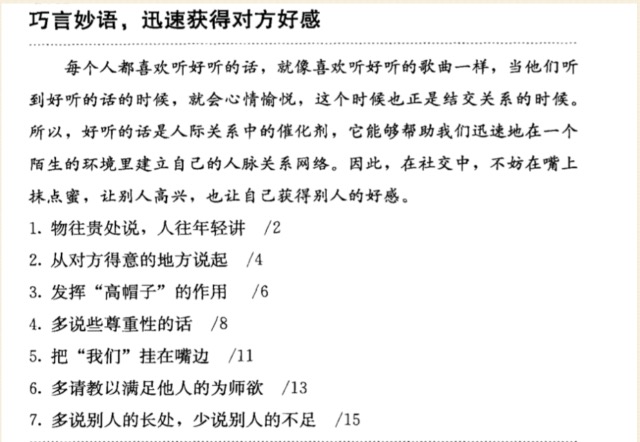 巧言妙语，迅速获得对方好感
每个人都喜欢听好听的话，就像喜欢听好听的歌曲一样，当他们听
到好听的话的时候，就会心情愉悦，这个时候也正是结交关系的时候。
所以，好听的话是人际关系中的催化剂，它能够帮助我们迅速地在一个
陌生的环境里建立自己的人脉关系网络。因此，在社交中，不妨在嘴上
抹点蜜，让别人高兴，也让自己获得别人的好感。
1. 物往贵处说，人往年轻讲 /2
2. 从对方得意的地方说起 /4
3. 发挥“高帽子”的作用 /6
4. 多说些尊重性的话 /8
5. 把“我们”挂在嘴边 /11
6. 多请教以满足他人的为师欲 /13
7. 多说别人的长处，少说别人的不足 /15